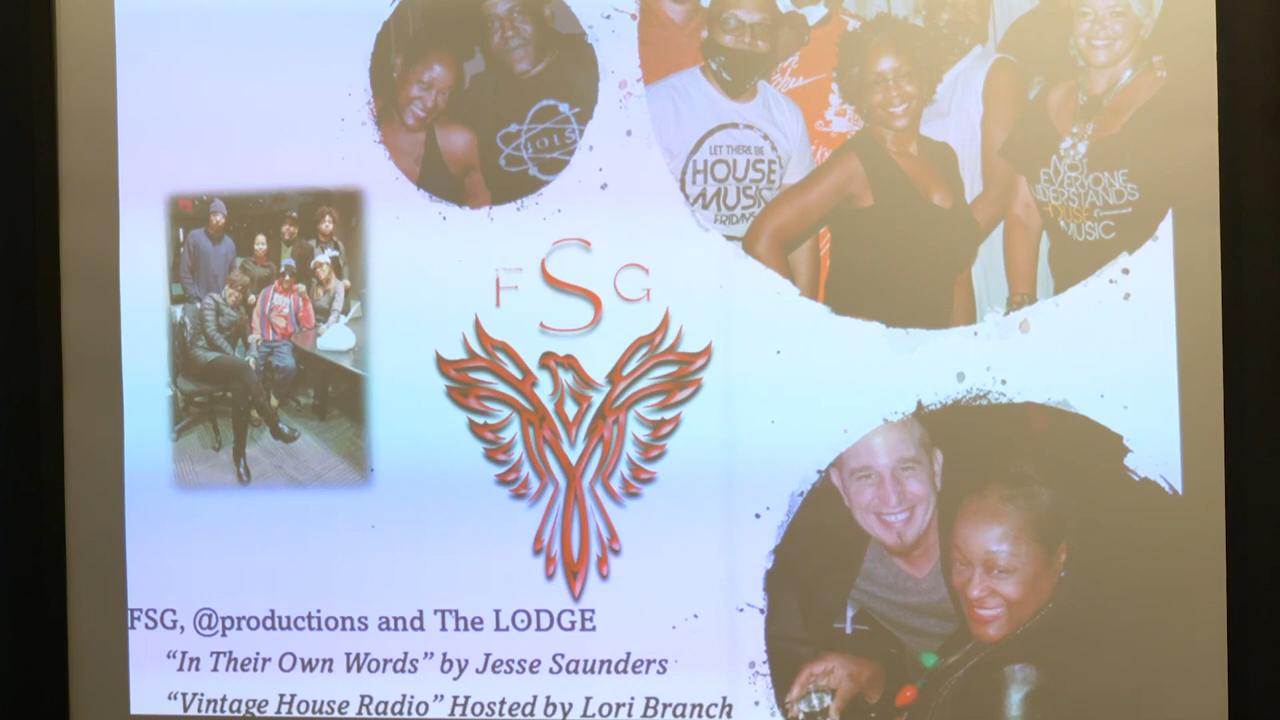 LET THERE BE
HOUSE
MUSIC
FRIDAYS
NOT
EVERYONE
UNDERSTANDS
HOUSE
MUSIC
F S G
FSG, @productions and The LODGE
“In Their Own Words” by Jesse Saunders
“Vintage House Radio” Hosted by Lori Branch